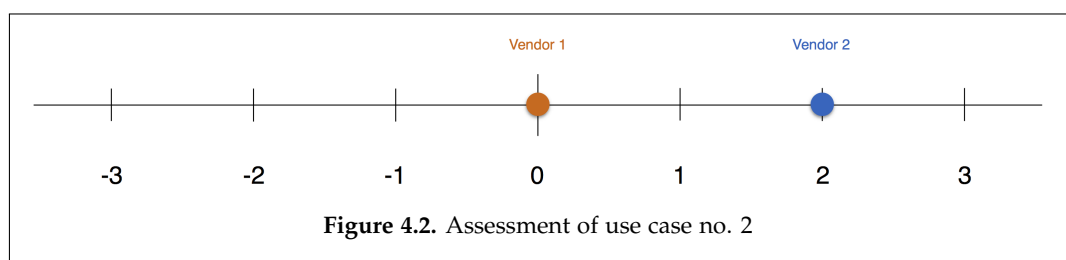 Vendor 1 Vendor 2
-3 -2 -1 0 1 2 3
Figure 4.2. Assessment of use case no. 2